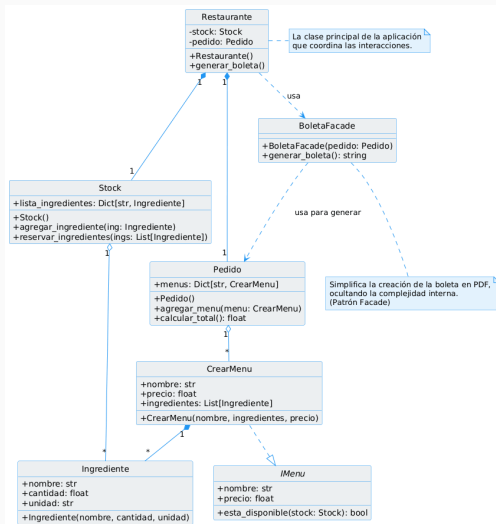 Restaurante
-stock: Stock
-pedido: Pedido
+Restaurante()
+generar_boleta()
La clase principal de la aplicación
que coordina las interacciones.
1
1
usa
BoletaFacade
+BoletaFacade(pedido: Pedido)
+generar_boleta(): string
1
Stock
+lista_ingredientes: Dict[str, Ingrediente]
+Stock()
+agregar_ingrediente(ing: Ingrediente)
+reservar_ingredientes(ings: List[Ingrediente])
usa para generar
1
1
Pedido
+menus: Dict[str, CrearMenu]
+Pedido()
+agregar_menu(menu: CrearMenu)
+calcular_total(): float
Simplifica la creación de la boleta en PDF,
ocultando la complejidad interna.
(Patrón Facade)
1
*
CrearMenu
+nombre: str
+precio: float
+ingredientes: List[Ingrediente]
+CrearMenu(nombre, ingredientes, precio)
1
*
*
Ingrediente
+nombre: str
+cantidad: float
+unidad: str
+Ingrediente(nombre, cantidad, unidad)
IMenu
+nombre: str
+precio: float
+esta_disponible(stock: Stock): bool